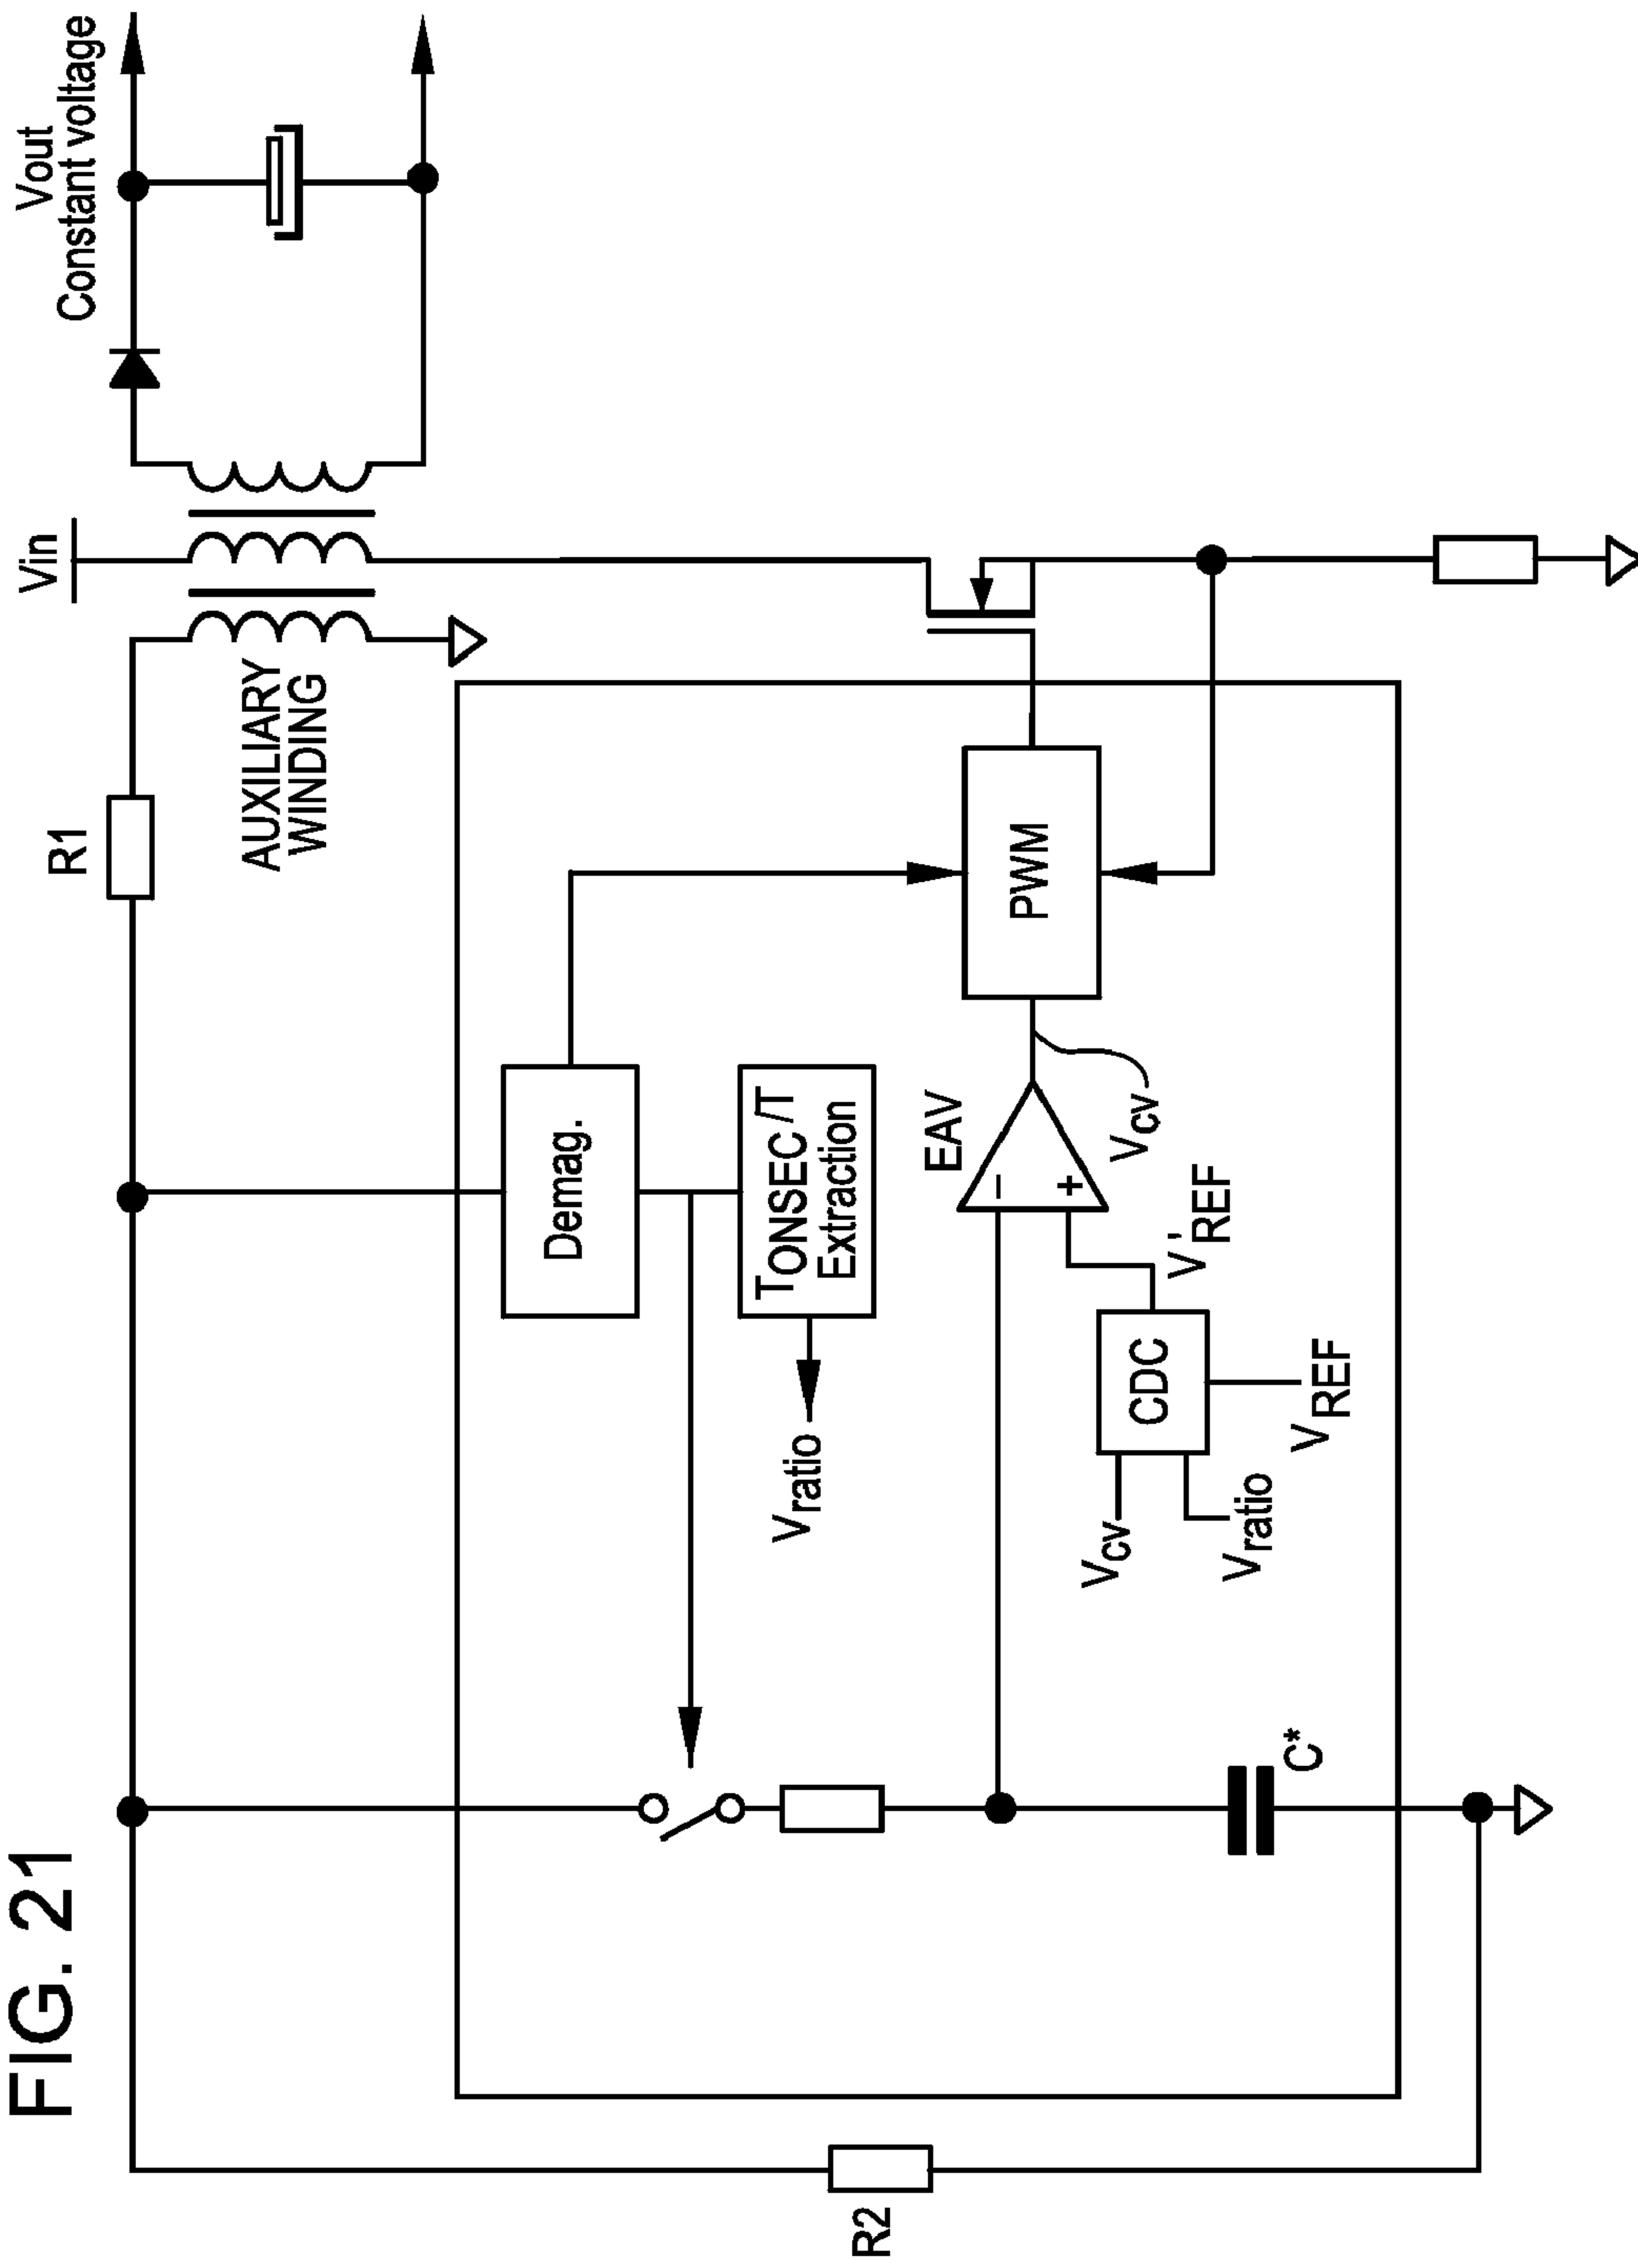 FIG. 21
Vin
Vout
Constant voltage
R1
AUXILIARY
WINDING
Demag.
TONSEC/T
Extraction
Vratio
PWM
EAV
-
+
Vcv
V'REF
CDC
Vcv
Vratio
VREF
C*
R2